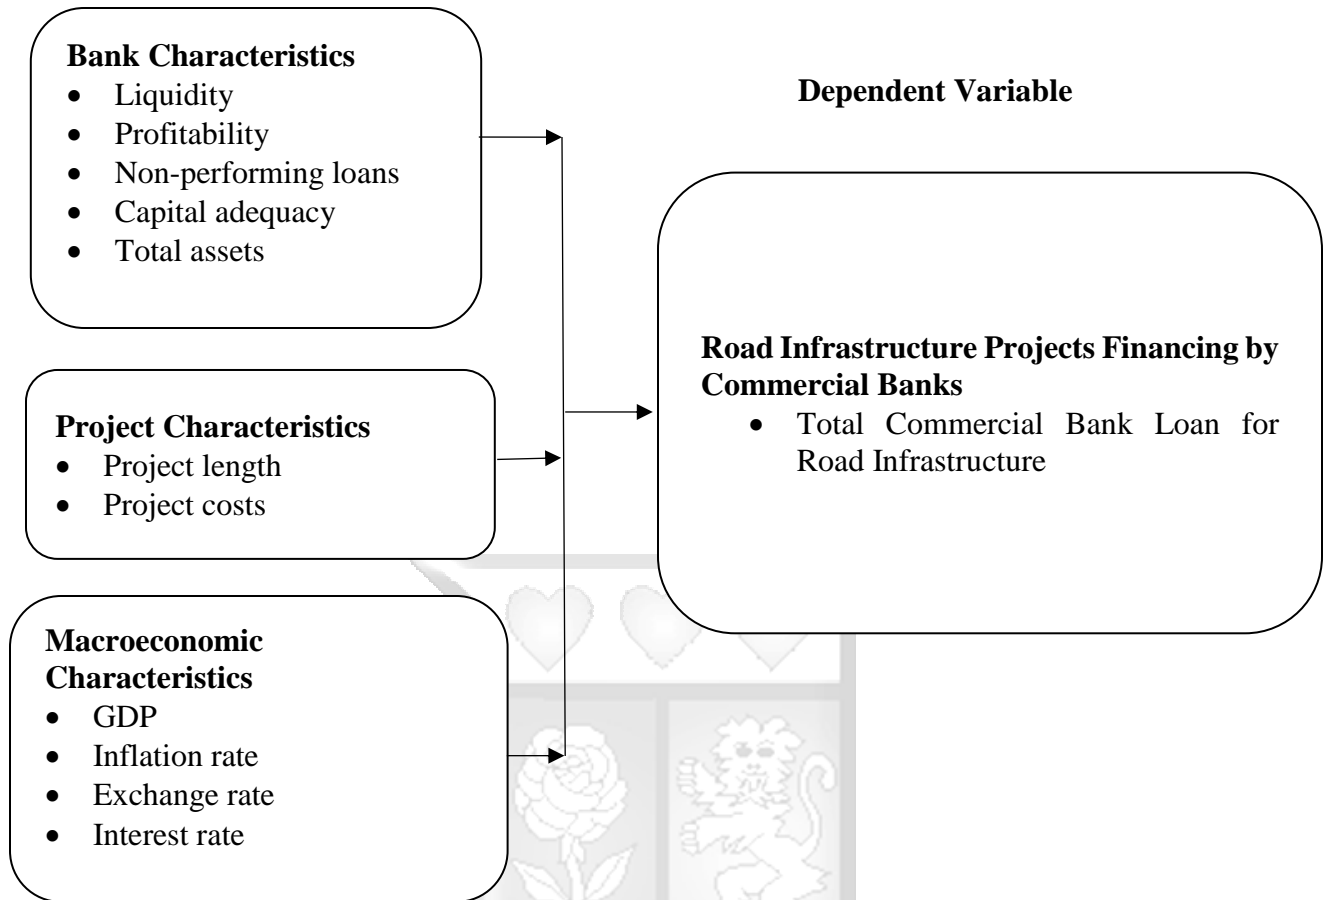 Bank Characteristics
• Liquidity
• Profitability
• Non-performing loans
• Capital adequacy
• Total assets
Project Characteristics
• Project length
• Project costs
Macroeconomic
Characteristics
• GDP
• Inflation rate
• Exchange rate
• Interest rate
Dependent Variable
Road Infrastructure Projects Financing by
Commercial Banks
• Total Commercial Bank Loan for
Road Infrastructure